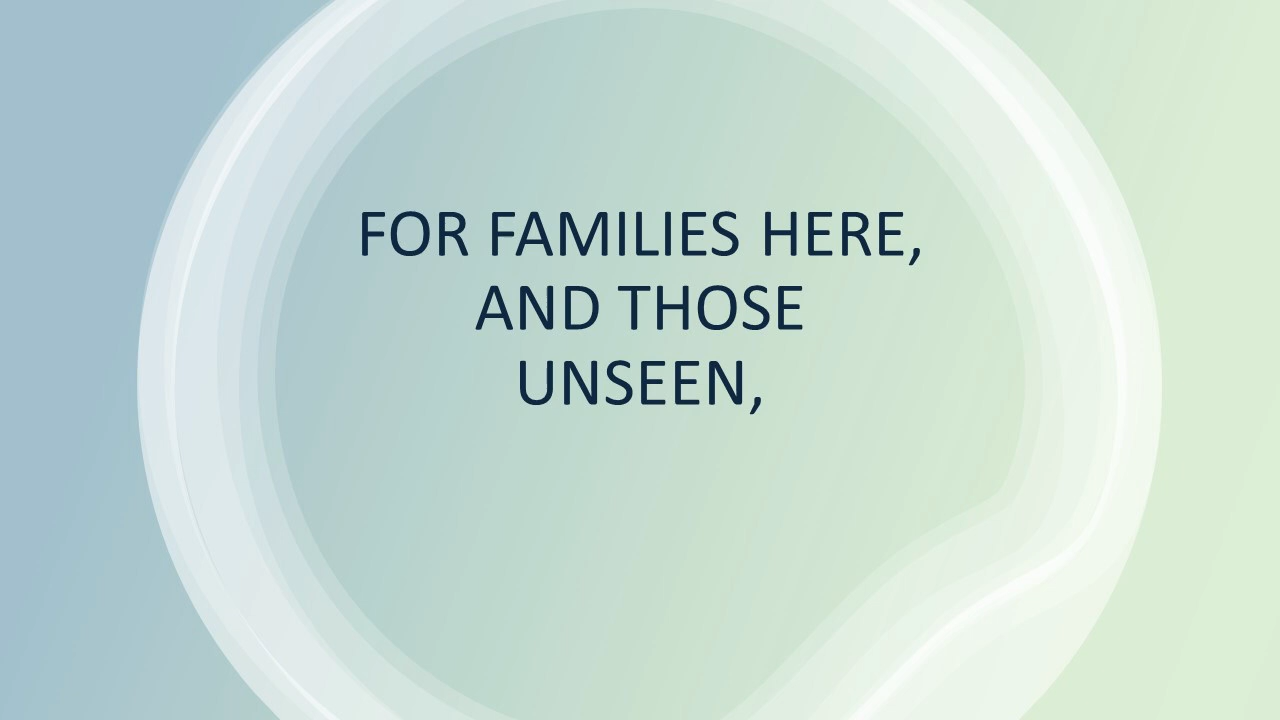 FOR FAMILIES HERE,
AND THOSE
UNSEEN,